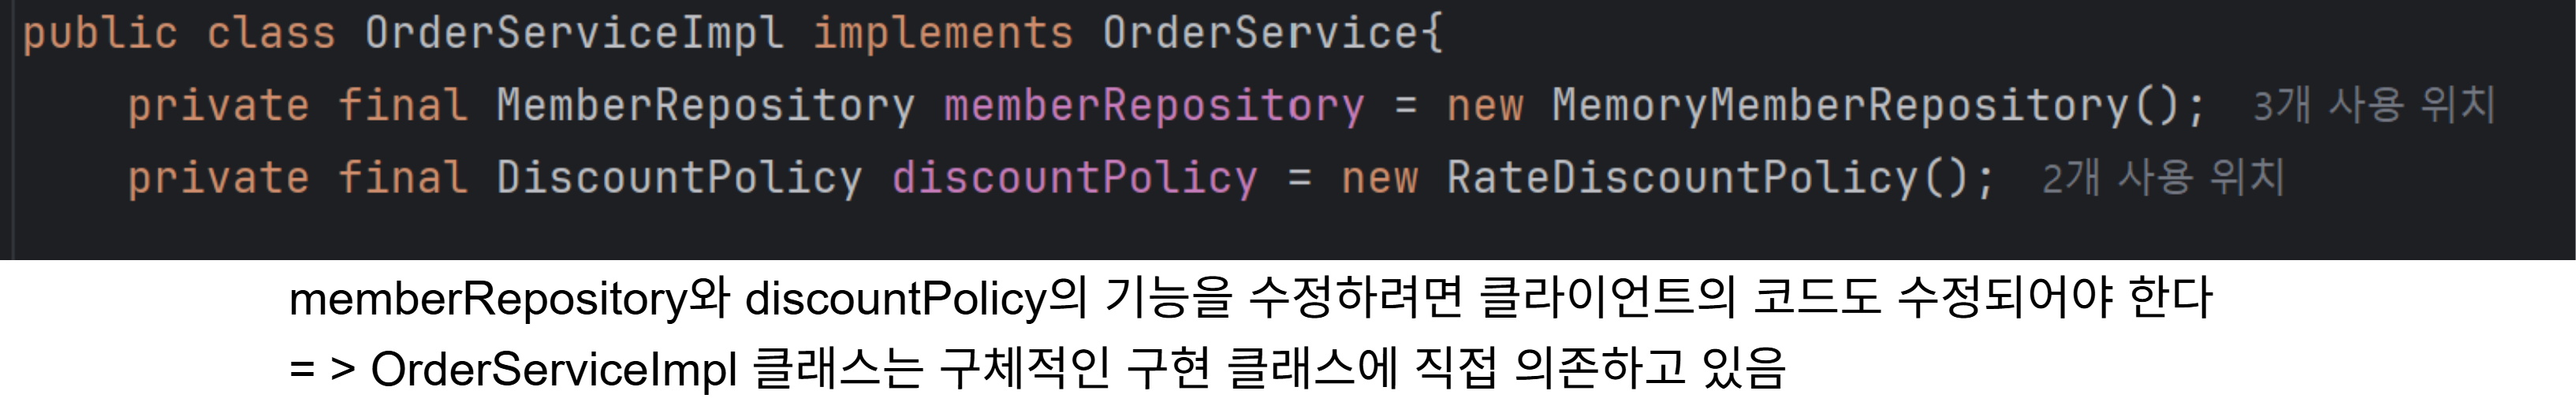 public class OrderServiceImpl implements OrderService{
private final MemberRepository memberRepository = new MemoryMemberRepository(); 3개 사용 위치
private final DiscountPolicy discountPolicy = new RateDiscountPolicy(); 2개 사용 위치
memberRepository와 discountPolicy의 기능을 수정하려면 클라이언트의 코드도 수정되어야 한다
= > OrderServiceImpl 클래스는 구체적인 구현 클래스에 직접 의존하고 있음